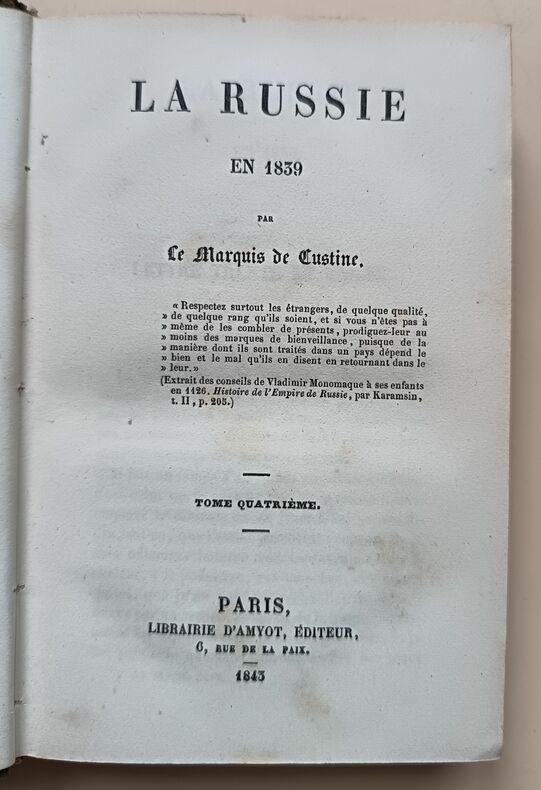 LA RUSSIE
EN 1839
PAR
Le Marquis de Custine.
« Respectez surtout les étrangers, de quelque qualité,
» de quelque rang qu'ils soient, et si vous n'êtes pas à
» même de les combler de présents, prodiguez-leur au
» moins des marques de bienveillance, puisque de la
» manière dont ils sont traités dans un pays dépend le
» bien et le mal qu'ils en disent en retournant dans le
» leur. »
(Extrait des conseils de Vladimir Monomaque à ses enfants
en 1126. Histoire de l'Empire de Russie, par Karamsin,
t. II, p. 205.)
TOME QUATRIÈME.
PARIS,
LIBRAIRIE D'AMYOT, ÉDITEUR,
6, RUE DE LA PAIX.
1843